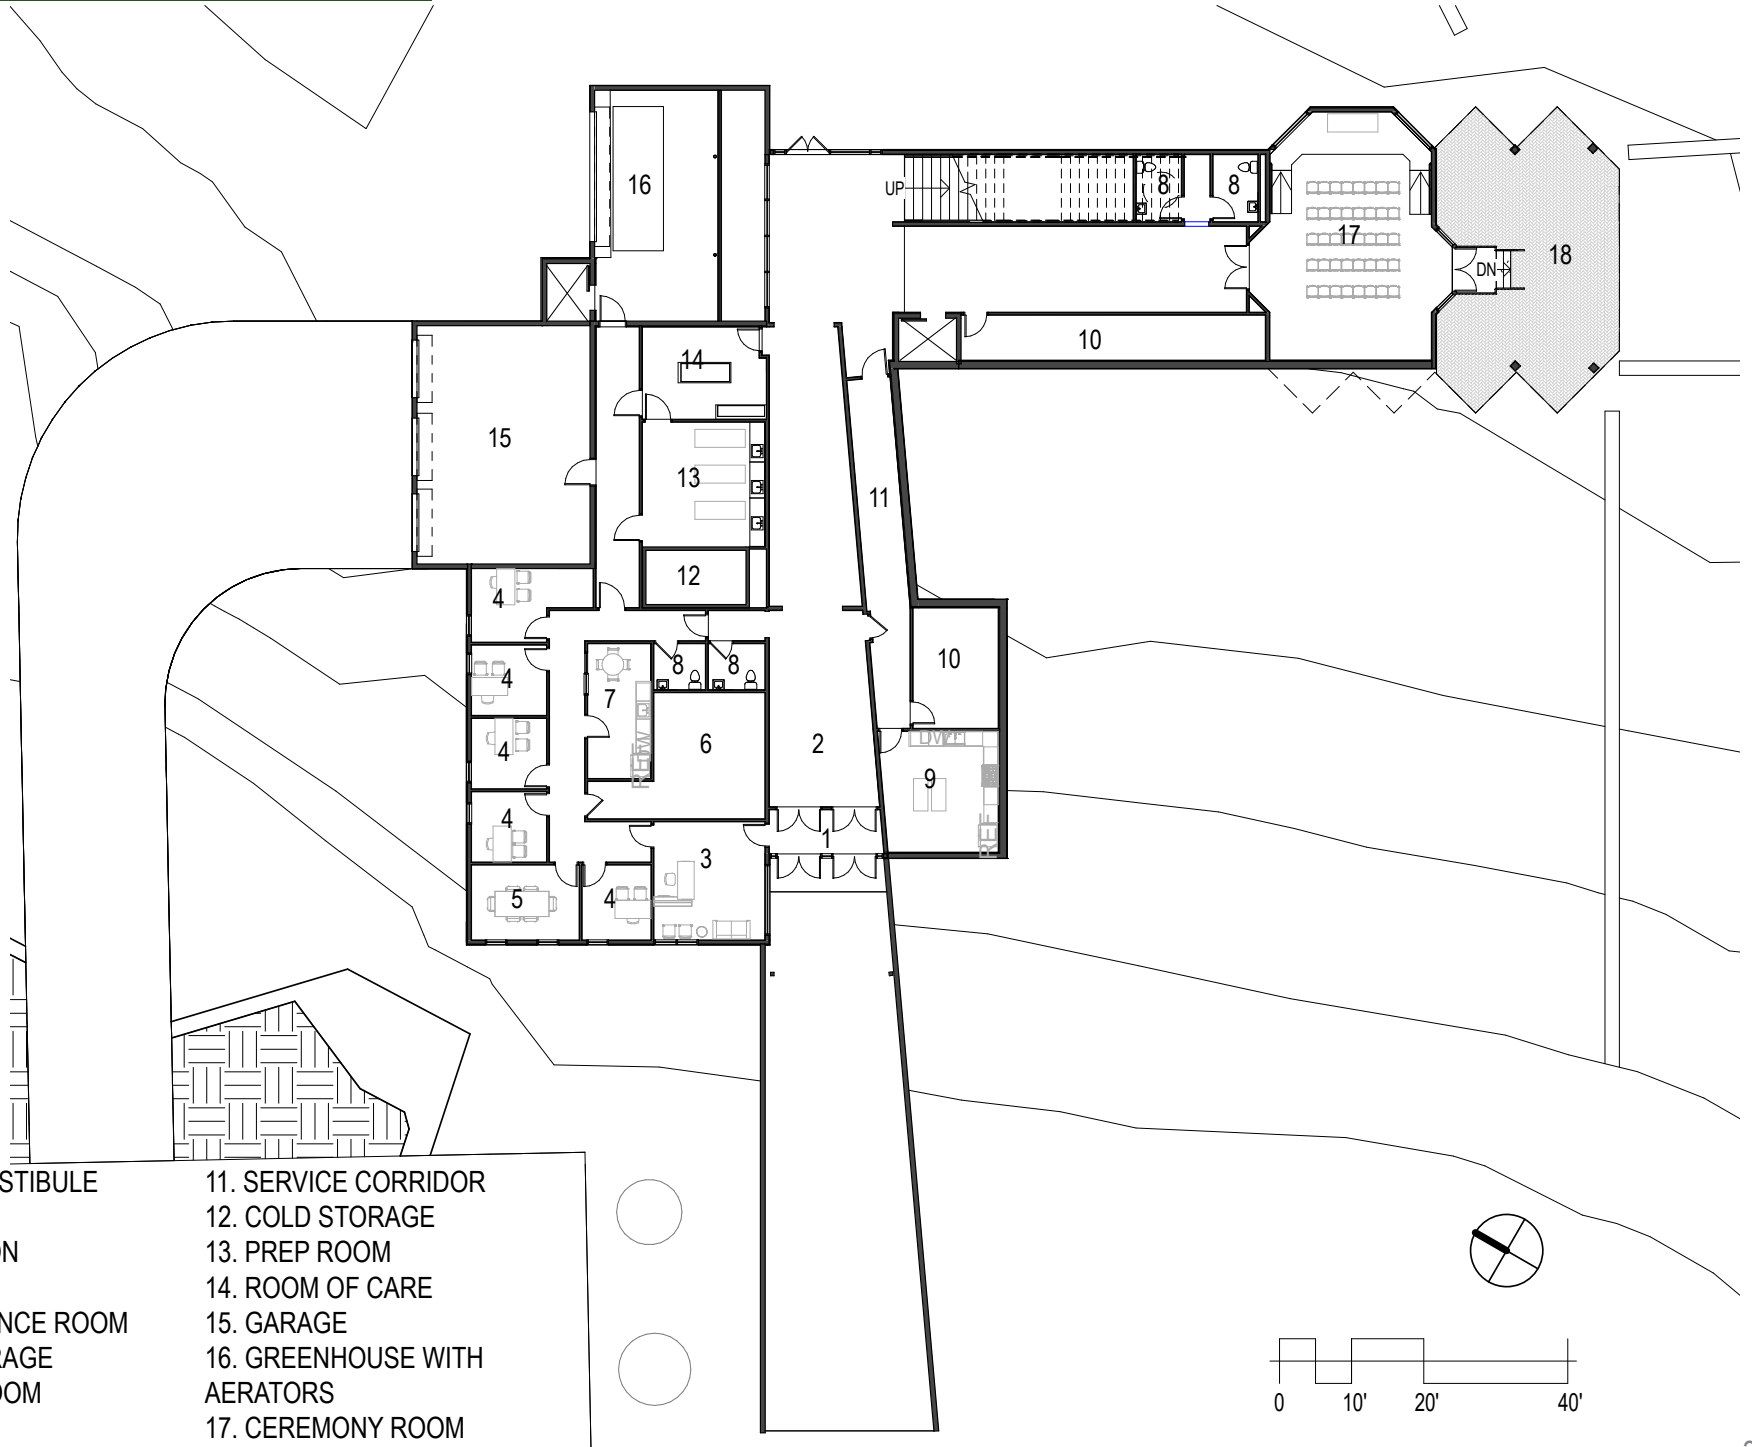 16
UP
8
8
17
18
DN
10
14
15
13
11
12
4
10
8
8
4
7
REF
DW
6
2
4
DW
9
REF
4
1
3
5
4
STIBULE
11. SERVICE CORRIDOR
12. COLD STORAGE
ON
13. PREP ROOM
14. ROOM OF CARE
NCE ROOM
15. GARAGE
RAGE
16. GREENHOUSE WITH
OOM
AERATORS
17. CEREMONY ROOM
0 10' 20' 40'